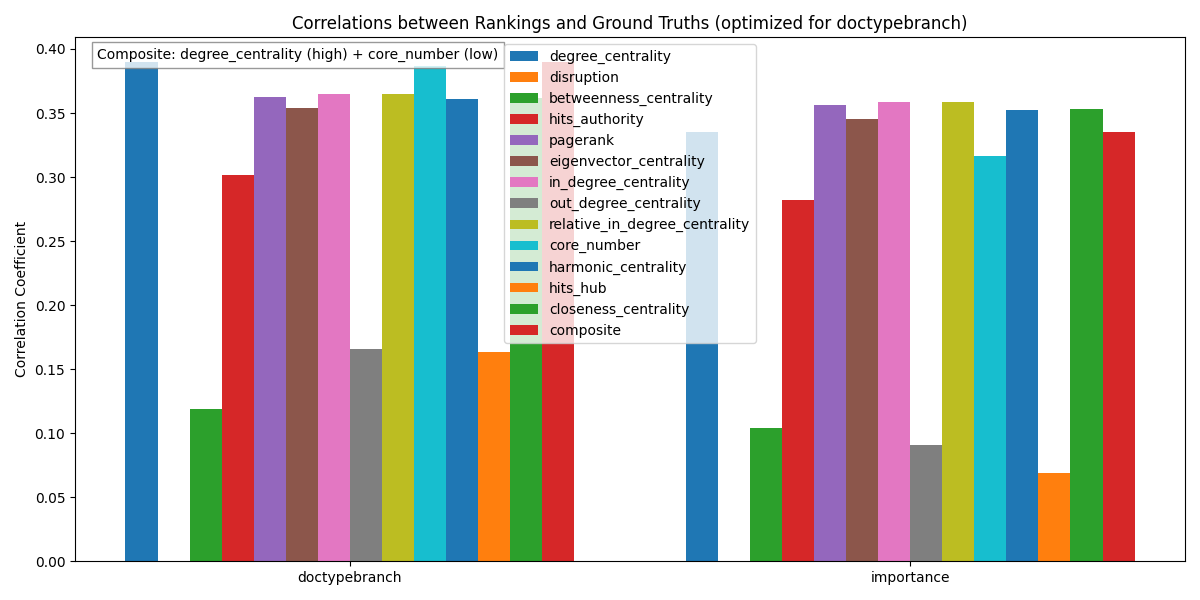 Correlations between Rankings and Ground Truths (optimized for doctypebranch)
Composite: degree_centrality (high) + core_number (low)
degree_centrality
disruption
betweenness_centrality
hits_authority
pagerank
eigenvector_centrality
in_degree_centrality
out_degree_centrality
relative_in_degree_centrality
core_number
harmonic_centrality
hits_hub
closeness_centrality
composite
Correlation Coefficient
0.40
0.35
0.30
0.25
0.20
0.15
0.10
0.05
0.00
doctypebranch
importance